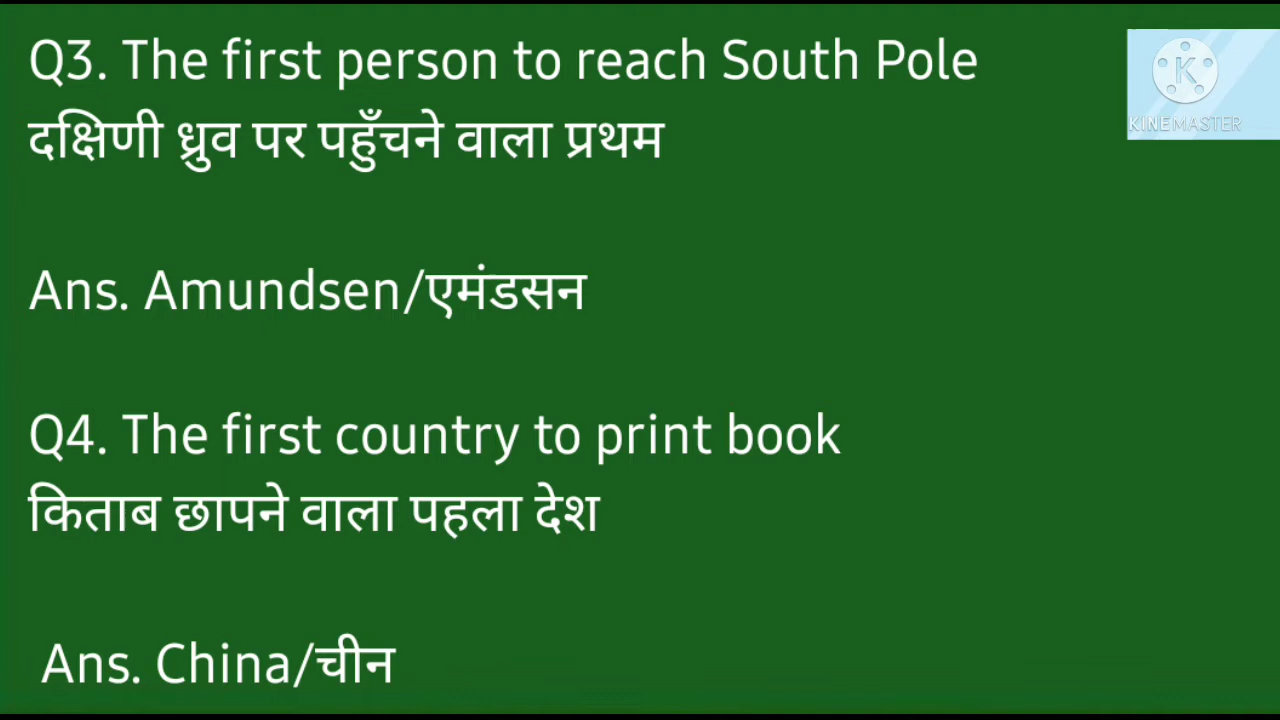 Q3. The first person to reach South Pole
दक्षिणी ध्रुव पर पहुँचने वाला प्रथम
Ans. Amundsen/एमंडसन
Q4. The first country to print book
किताब छापने वाला पहला देश
Ans. China/चीन
K
KINEMASTER